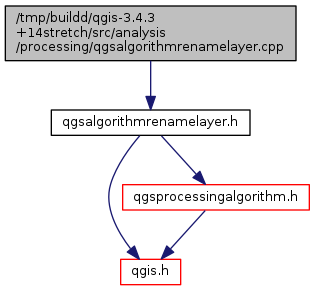 /tmp/buildd/qgis-3.4.3
+14stretch/src/analysis
/processing/qgsalgorithmrenamelayer.cpp
qgsalgorithmrenamelayer.h
qgsprocessingalgorithm.h
qgis.h